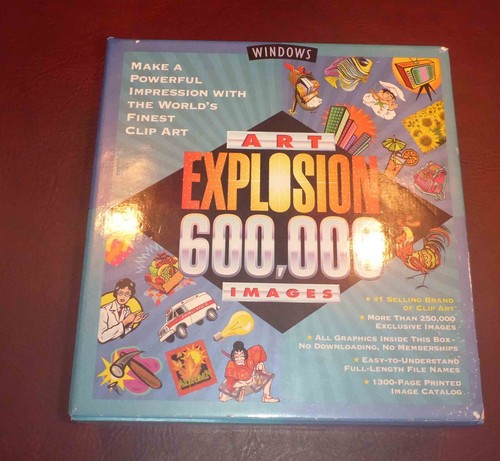 WINDOWS
MAKE A
POWERFUL
IMPRESSION WITH
THE WORLD'S
FINEST
CLIP ART
ART
EXPLOSION
600,000
IMAGES
#1 SELLING BRAND
OF CLIP ART
MORE THAN 250,000
EXCLUSIVE IMAGES
ALL GRAPHICS INSIDE THIS BOX -
NO DOWNLOADING, NO MEMBERSHIPS
EASY-TO-UNDERSTAND
FULL-LENGTH FILE NAMES
1300-PAGE PRINTED
IMAGE CATALOG